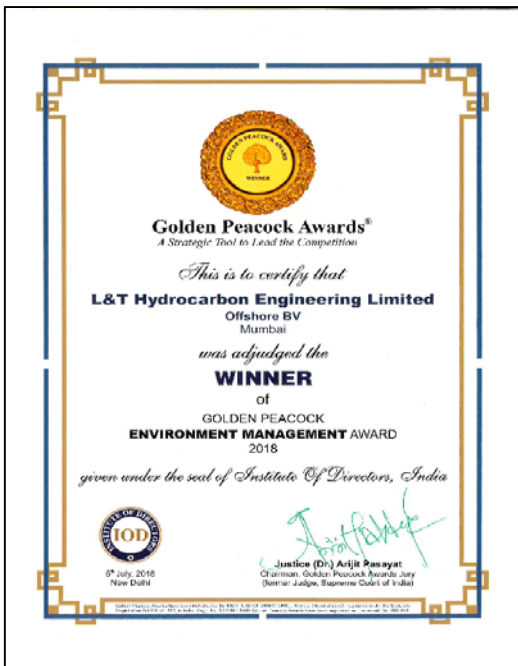 GOLDEN PEACOCK AWARD
WINNER
Golden Peacock Awards®
A Strategic Tool to Lead the Competition
This is to certify that
L&T Hydrocarbon Engineering Limited
Offshore BV
Mumbai
was adjudged the
WINNER
of
GOLDEN PEACOCK
ENVIRONMENT MANAGEMENT AWARD
2018
given under the seal of Institute Of Directors, India
INSTITUTE OF DIRECTORS
IOD
6th July, 2018
New Delhi
Justice (Dr.) Arijit Pasayat
Chairman, Golden Peacock Awards Jury
(former Judge, Supreme Court of India)